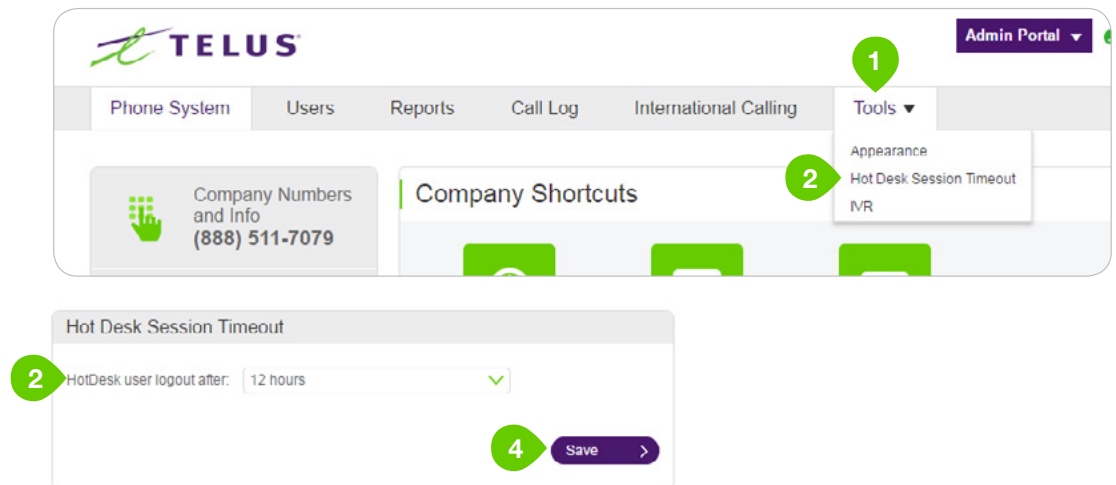 TELUS
Admin Portal
1
Phone System Users Reports Call Log International Calling Tools
Appearance
2 Hot Desk Session Timeout
IVR
Company Numbers
and Info
(888) 511-7079
Company Shortcuts
Hot Desk Session Timeout
2 HotDesk user logout after: 12 hours
4 Save